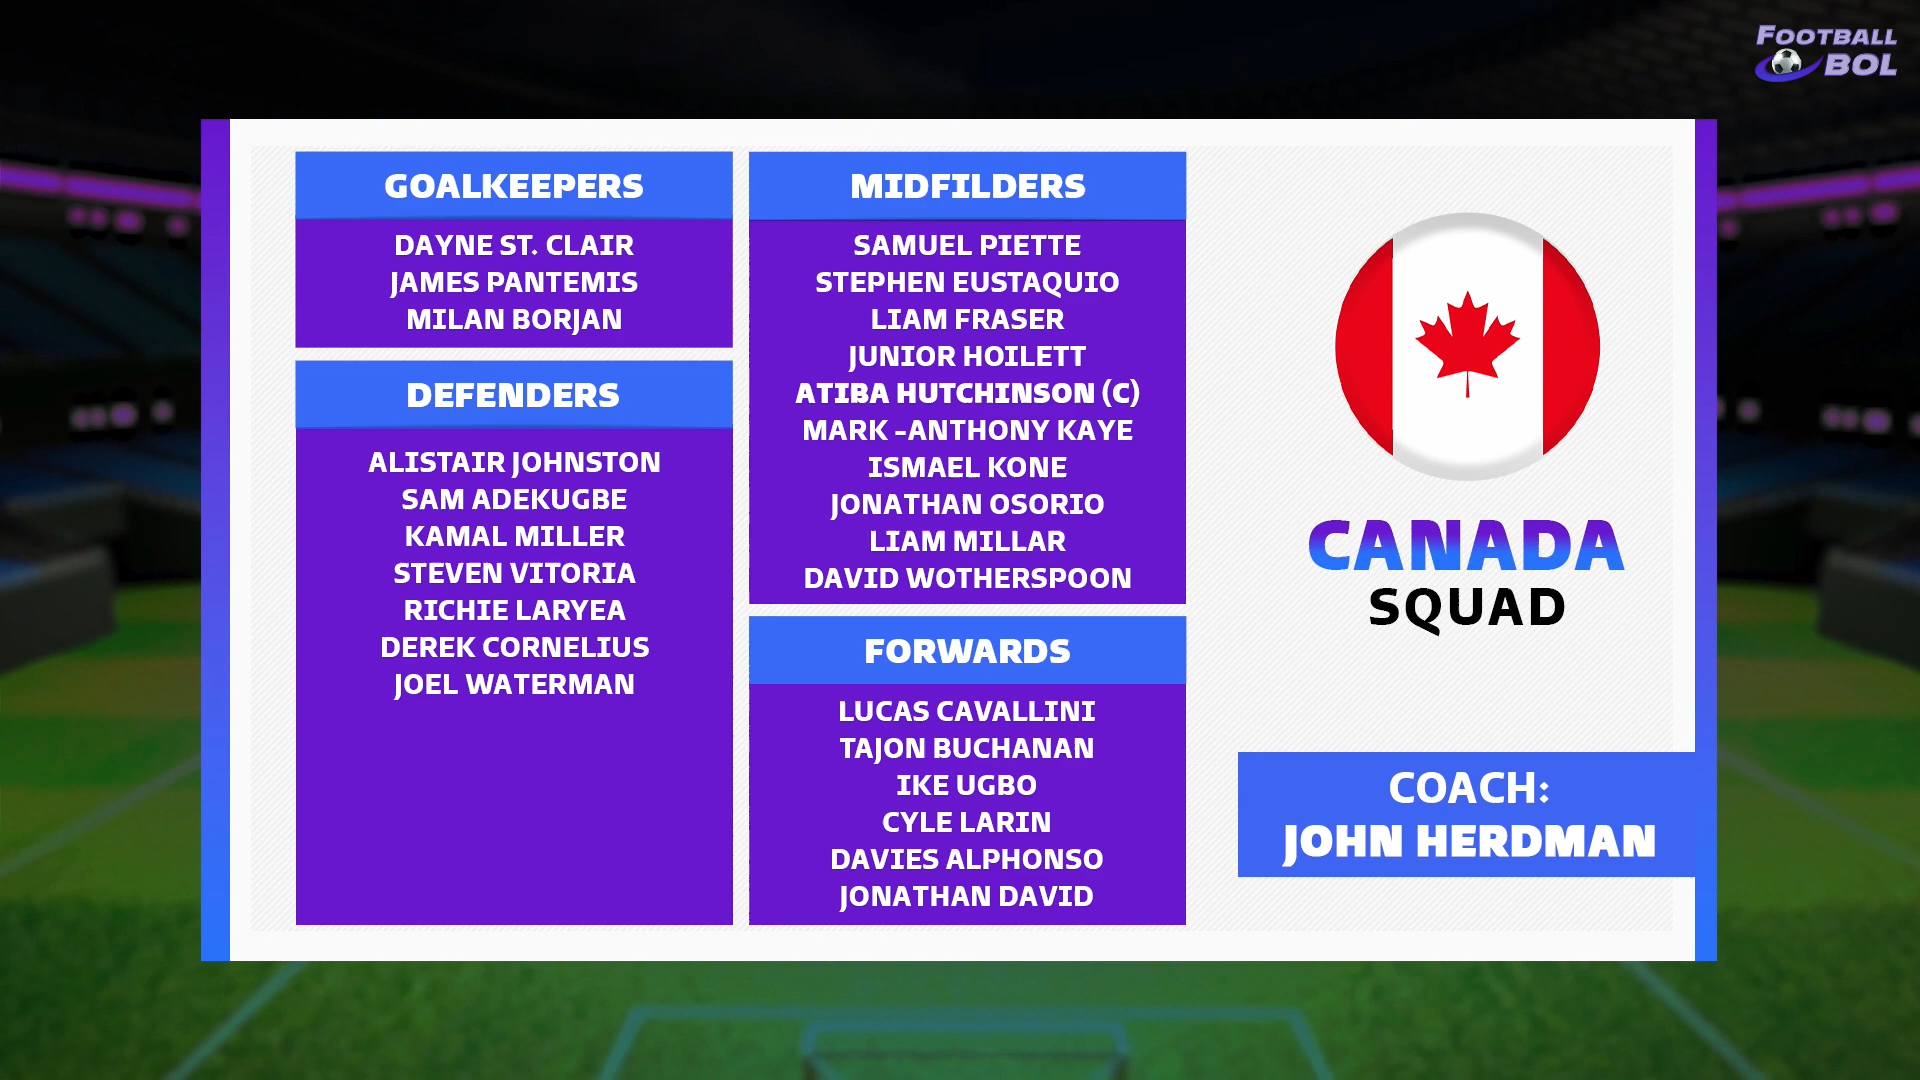 FOOTBALL
BOL
GOALKEEPERS
DAYNE ST. CLAIR
JAMES PANTEMIS
MILAN BORJAN
DEFENDERS
ALISTAIR JOHNSTON
SAM ADEKUGBE
KAMAL MILLER
STEVEN VITORIA
RICHIE LARYEA
DEREK CORNELIUS
JOEL WATERMAN
MIDFILDERS
SAMUEL PIETTE
STEPHEN EUSTAQUIO
LIAM FRASER
JUNIOR HOILETT
ATIBA HUTCHINSON (C)
MARK -ANTHONY KAYE
ISMAEL KONE
JONATHAN OSORIO
LIAM MILLAR
DAVID WOTHERSPOON
FORWARDS
LUCAS CAVALLINI
TAJON BUCHANAN
IKE UGBO
CYLE LARIN
DAVIES ALPHONSO
JONATHAN DAVID
CANADA
SQUAD
COACH:
JOHN HERDMAN